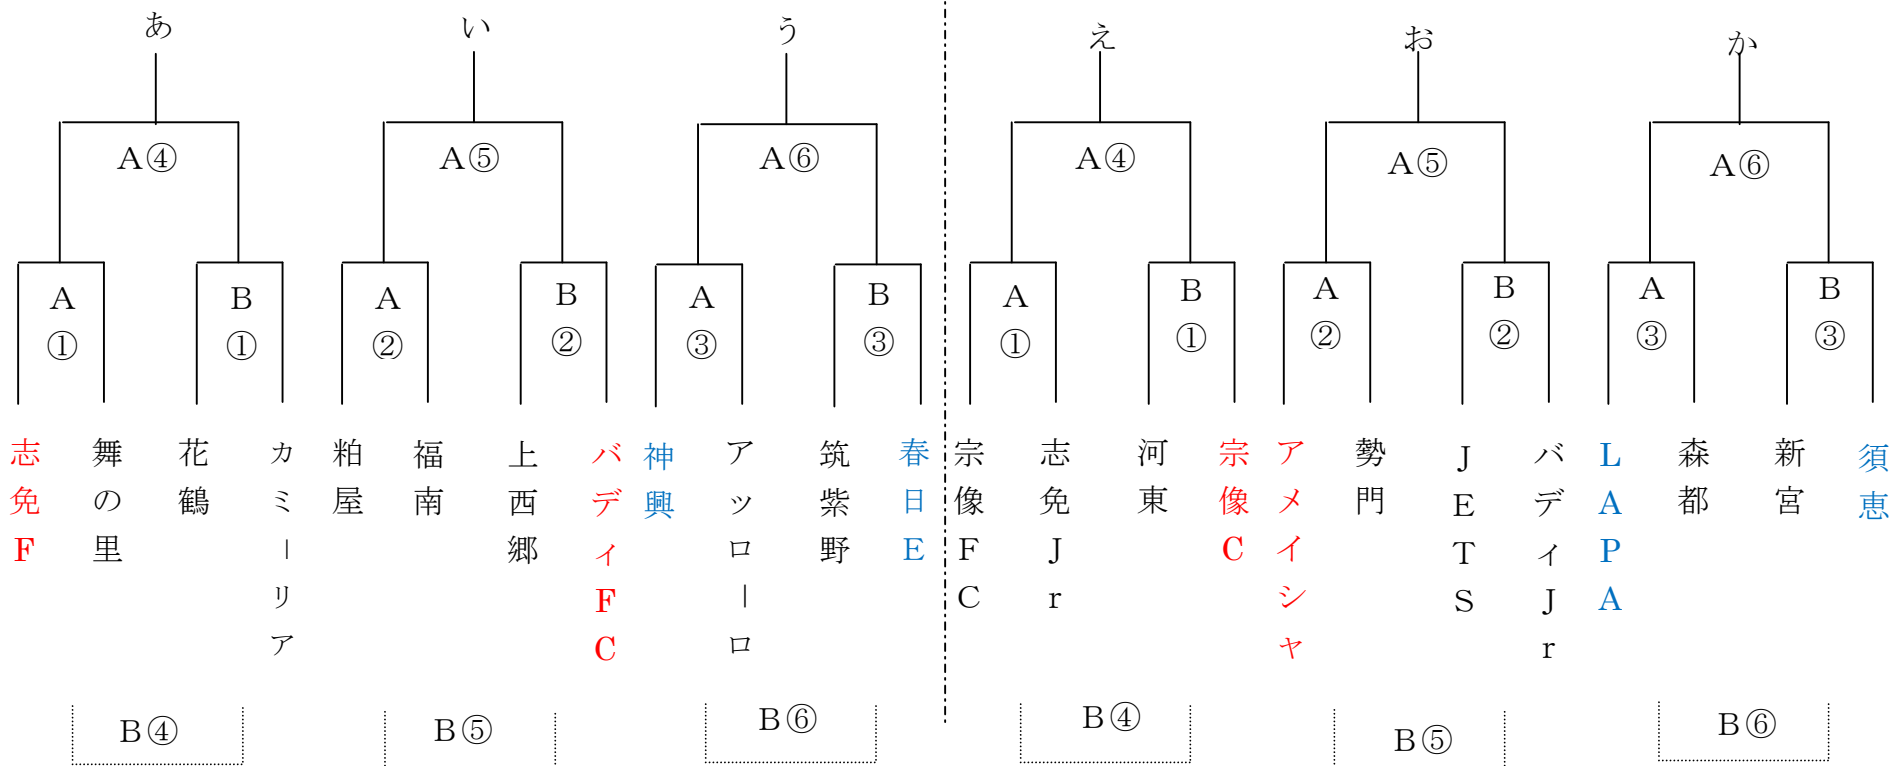 あ
い
う
え
お
か
A④
A⑤
A⑥
A④
A⑤
A⑥
A①
B①
A②
B②
A③
B③
A①
B①
A②
B②
A③
B③
志免F
舞の里
花鶴
カミーリア
粕屋
福南
上西郷
バディFC
神興
アッローロ
筑紫野
春日E
宗像FC
志免Jr
河東
宗像C
アメイシャ
勢門
JETS
バディJr
LAPA
森都
新宮
須恵
B④
B⑤
B⑥
B④
B⑤
B⑥